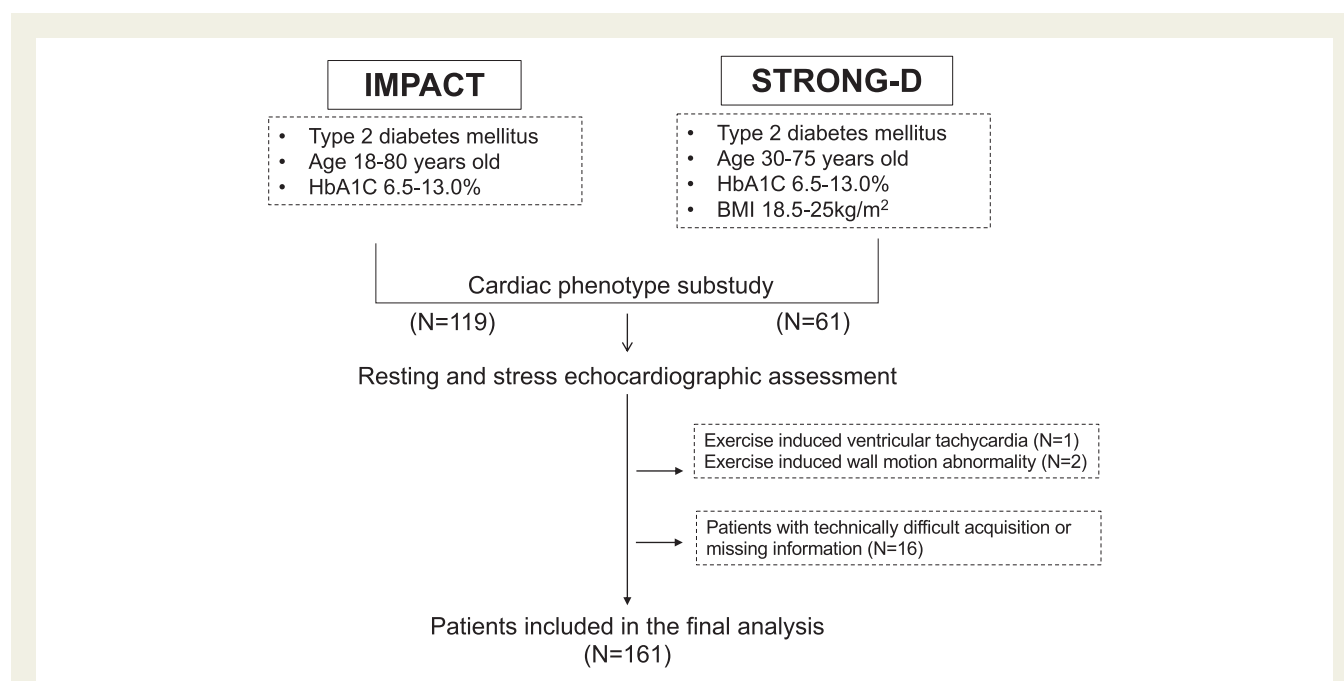 IMPACT
• Type 2 diabetes mellitus
• Age 18-80 years old
• HbA1C 6.5-13.0%
STRONG-D
• Type 2 diabetes mellitus
• Age 30-75 years old
• HbA1C 6.5-13.0%
• BMI 18.5-25kg/m²
Cardiac phenotype substudy
(N=119)
(N=61)
Resting and stress echocardiographic assessment
Exercise induced ventricular tachycardia (N=1)
Exercise induced wall motion abnormality (N=2)
Patients with technically difficult acquisition or
missing information (N=16)
Patients included in the final analysis
(N=161)